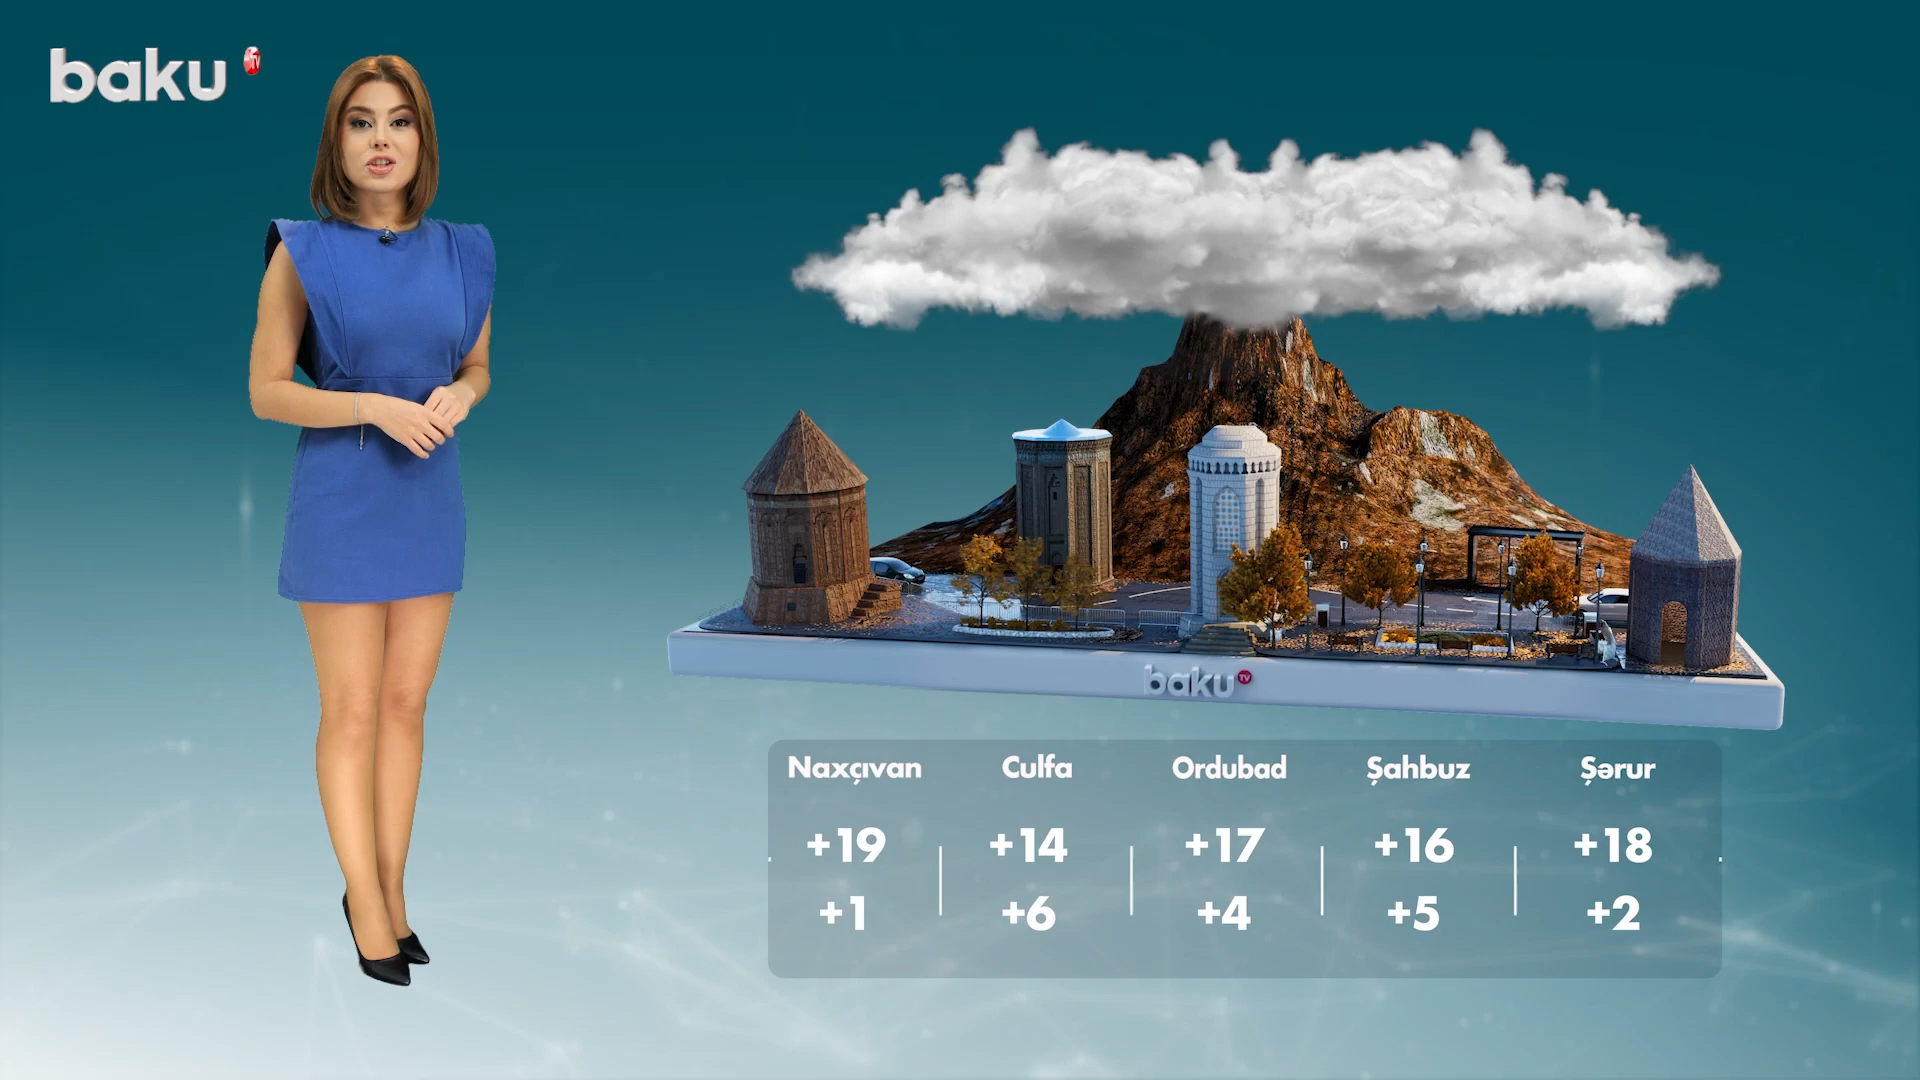 baku TV
baku TV
Naxçıvan Culfa Ordubad Şahbuz Şərur
+19 +14 +17 +16 +18
+1 +6 +4 +5 +2